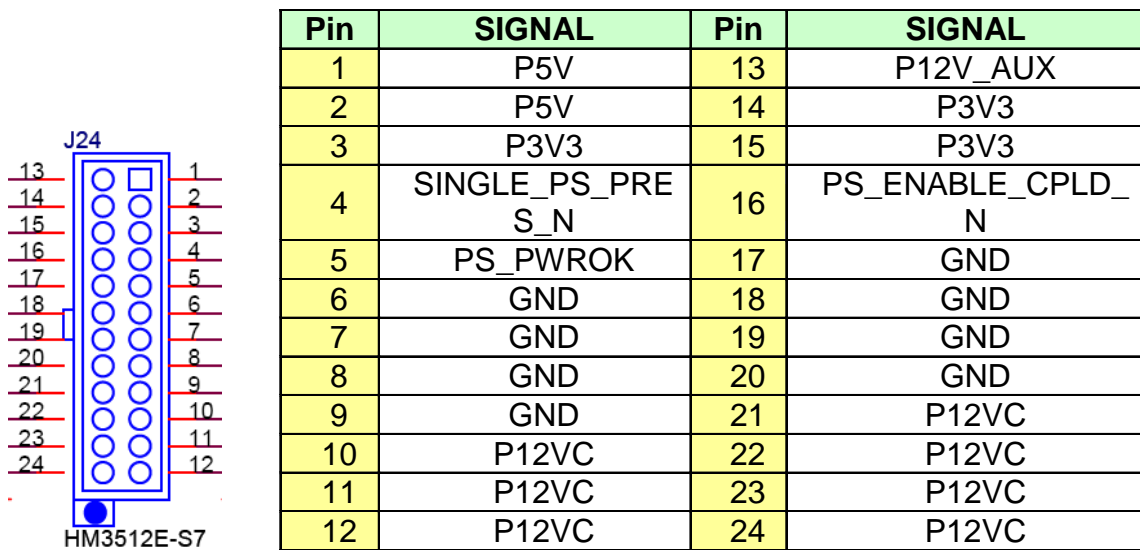 J24
13 1
14 2
15 3
16 4
17 5
18 6
19 7
20 8
21 9
22 10
23 11
24 12
HM3512E-S7
Pin SIGNAL Pin SIGNAL
1 P5V 13 P12V_AUX
2 P5V 14 P3V3
3 P3V3 15 P3V3
4 SINGLE_PS_PRE 16 PS_ENABLE_CPLD_
S_N N
5 PS_PWROK 17 GND
6 GND 18 GND
7 GND 19 GND
8 GND 20 GND
9 GND 21 P12VC
10 P12VC 22 P12VC
11 P12VC 23 P12VC
12 P12VC 24 P12VC